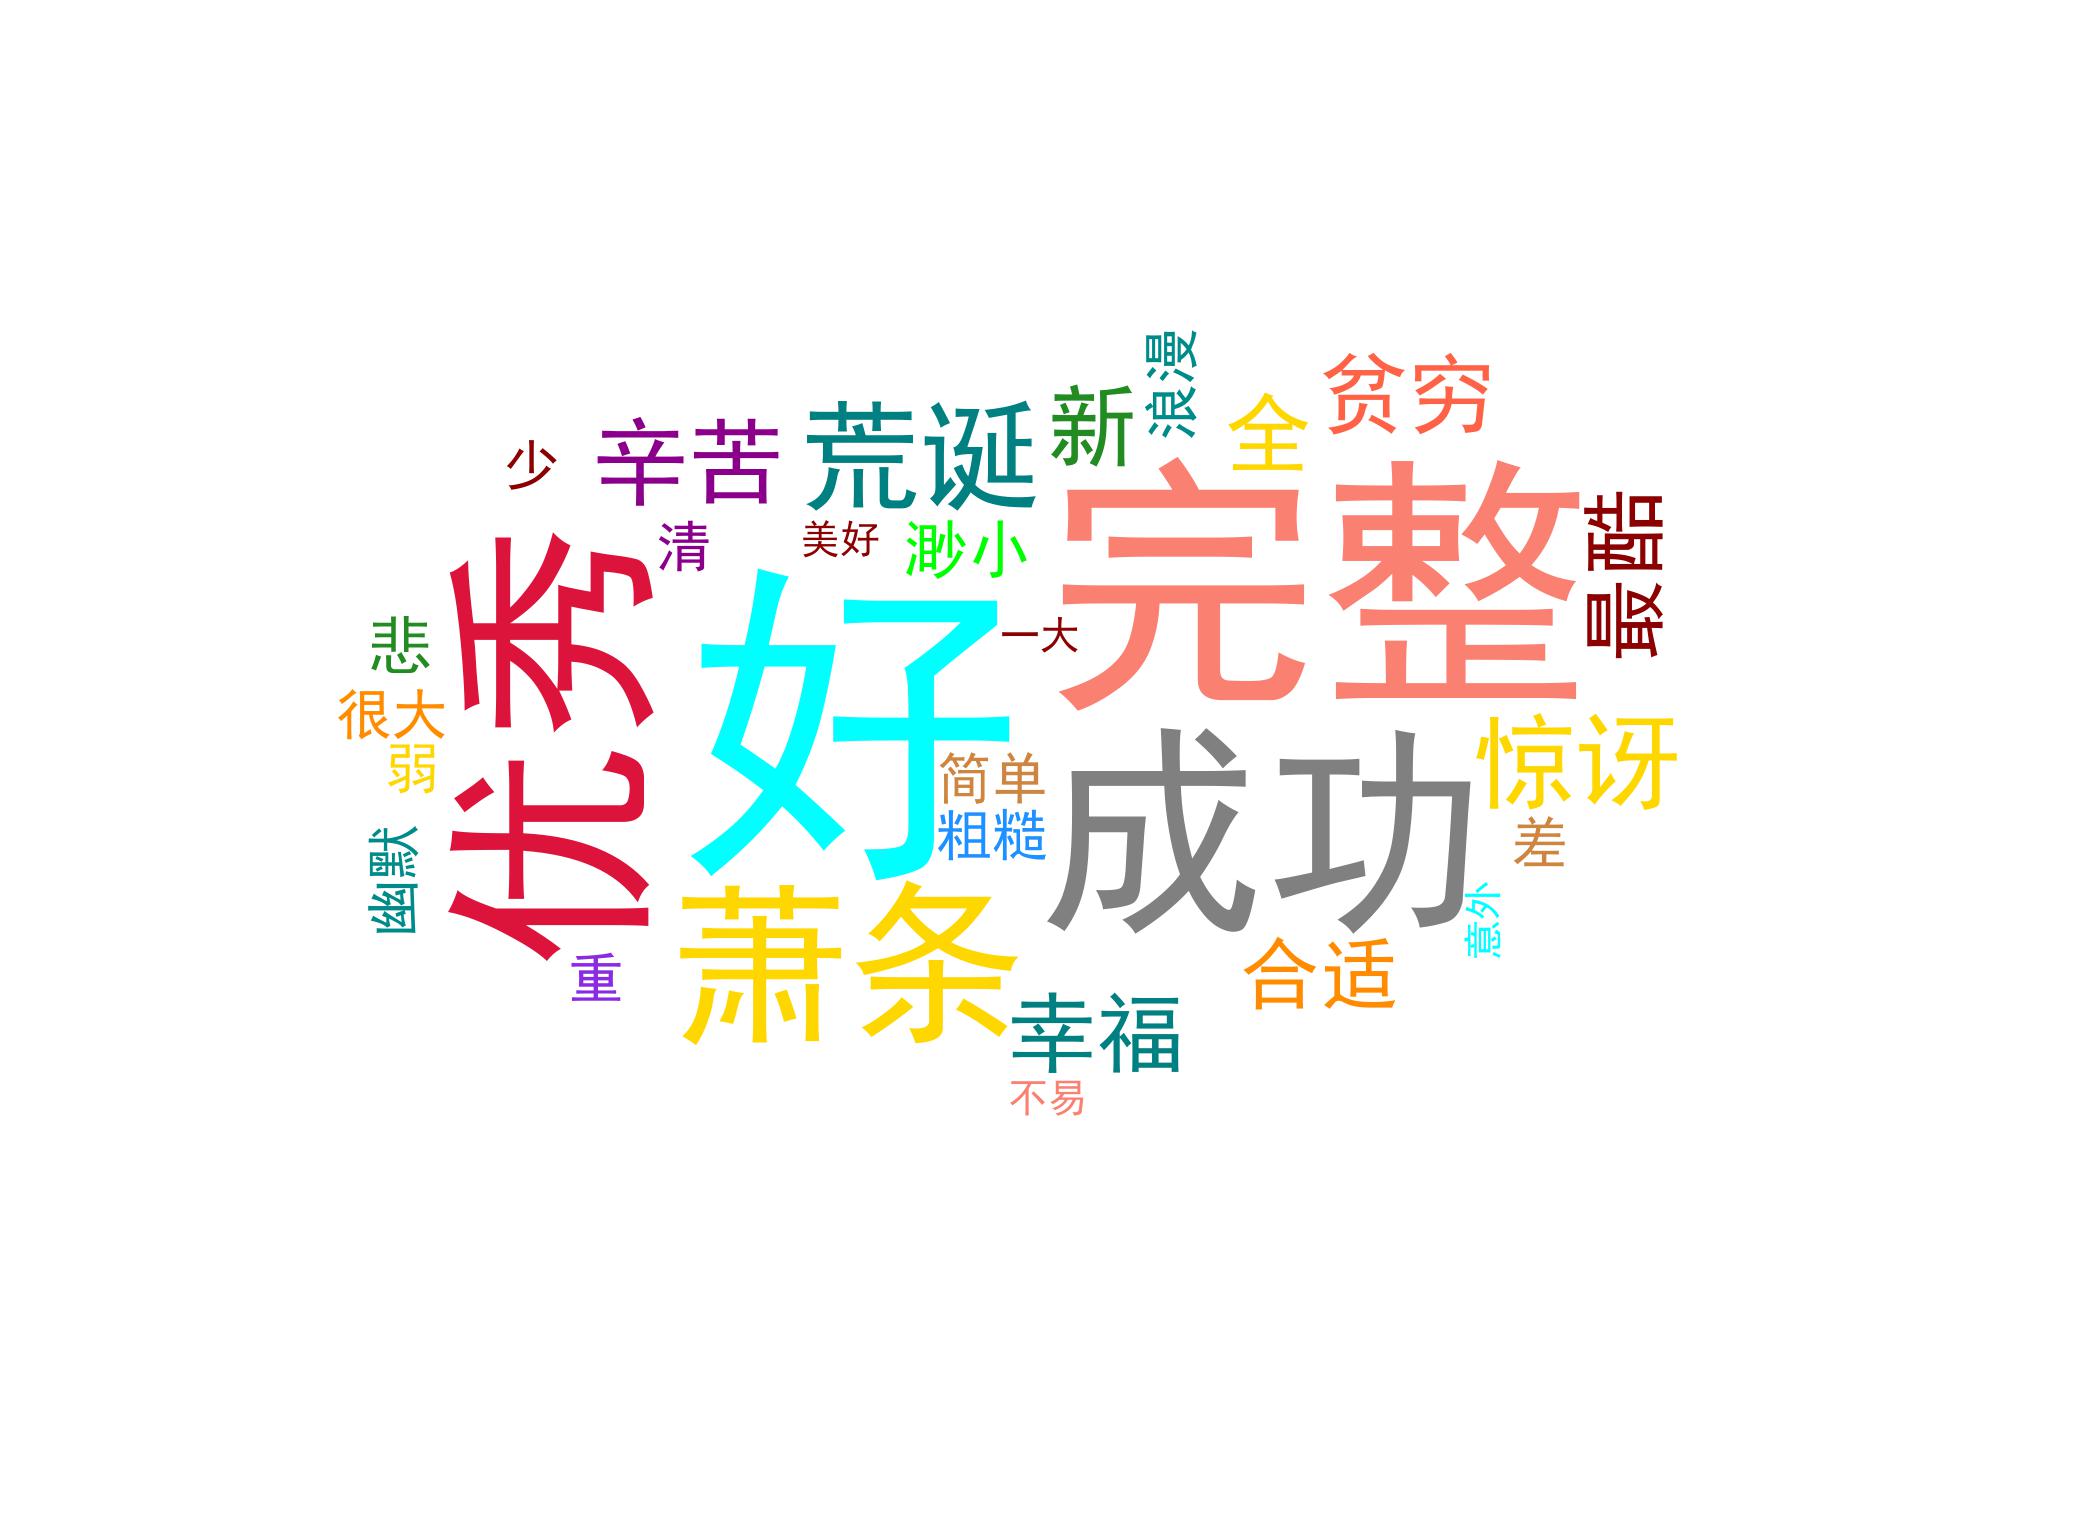 浪漫
贫穷
新
全
辛苦
荒诞
少
完整
最酷
清
美好
渺小
优秀
好
一大
悲
很大
弱
简单
成功
惊讶
粗糙
差
幽默
萧条
意外
重
合适
幸福
不易